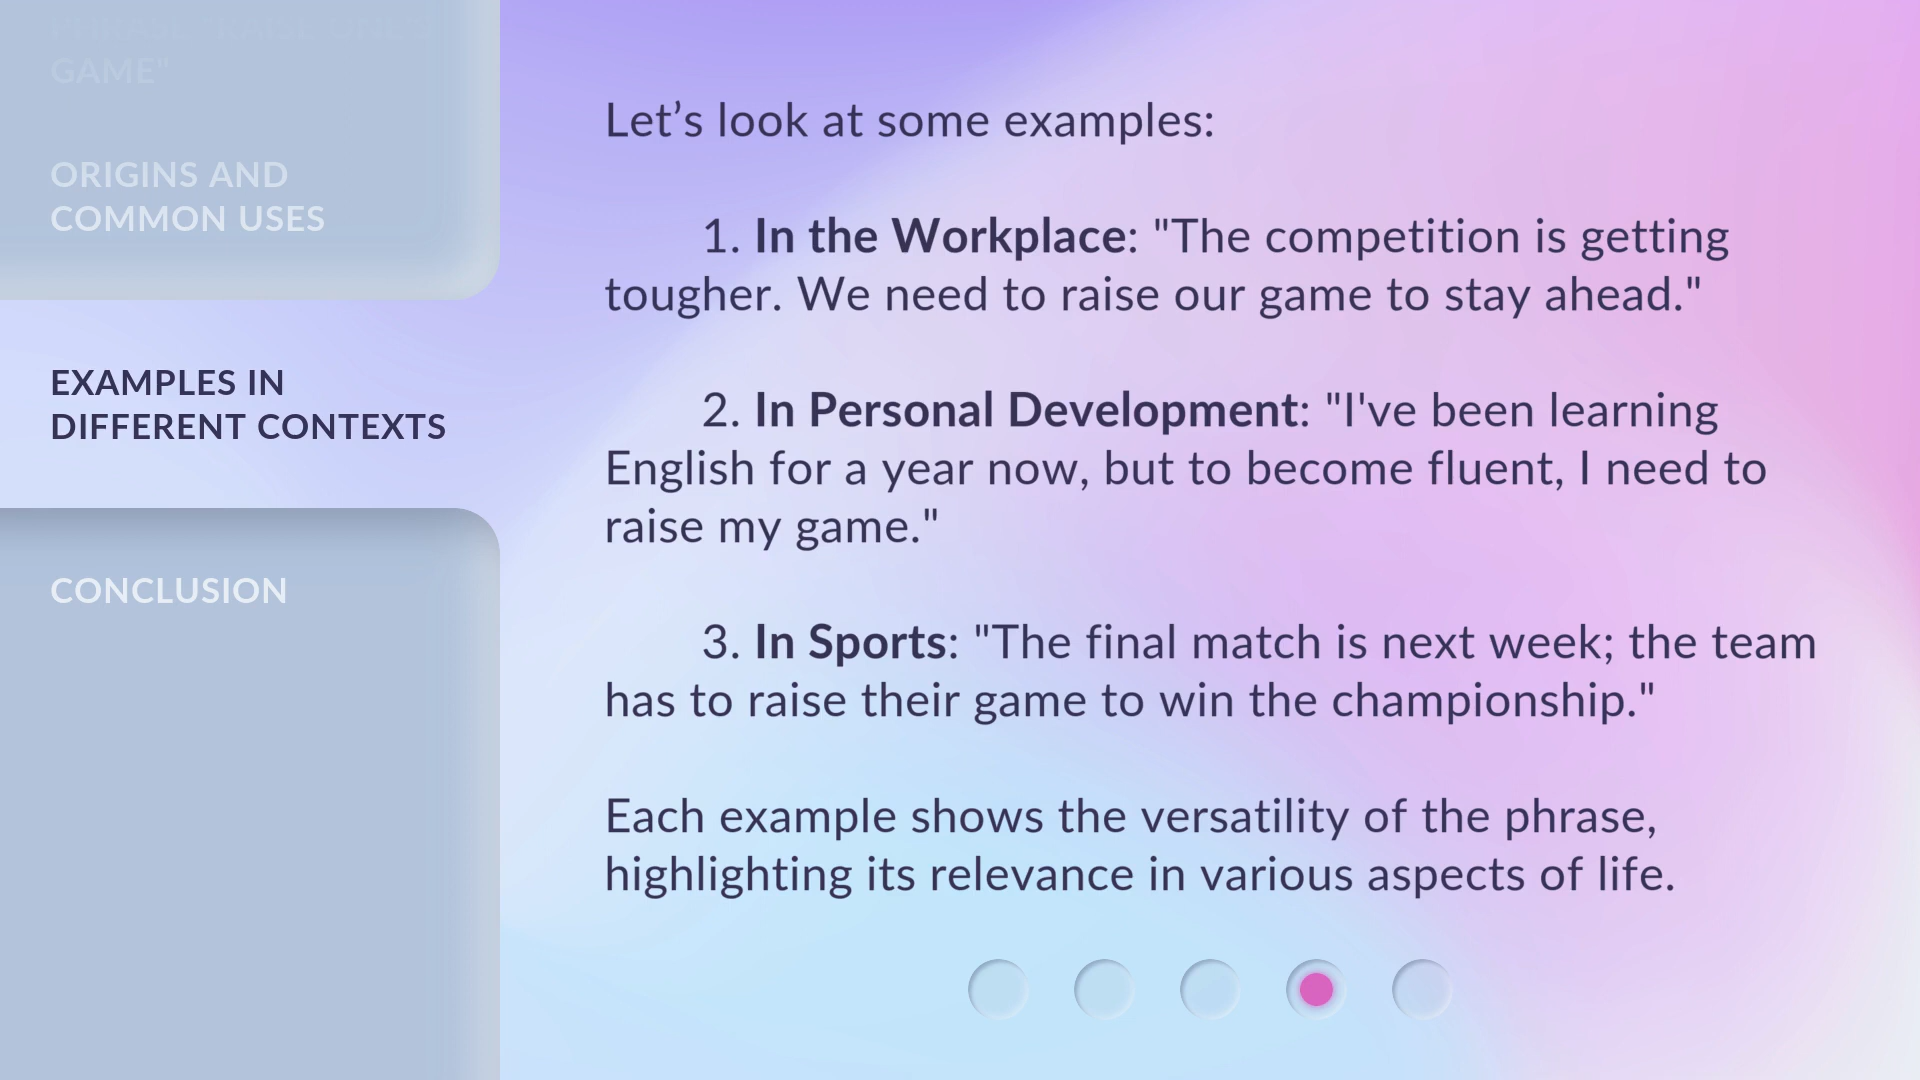 PHRASE "RAISE ONE'S
GAME"
ORIGINS AND
COMMON USES
EXAMPLES IN
DIFFERENT CONTEXTS
CONCLUSION
Let’s look at some examples:
1. In the Workplace: "The competition is getting
tougher. We need to raise our game to stay ahead."
2. In Personal Development: "I've been learning
English for a year now, but to become fluent, I need to
raise my game."
3. In Sports: "The final match is next week; the team
has to raise their game to win the championship."
Each example shows the versatility of the phrase,
highlighting its relevance in various aspects of life.